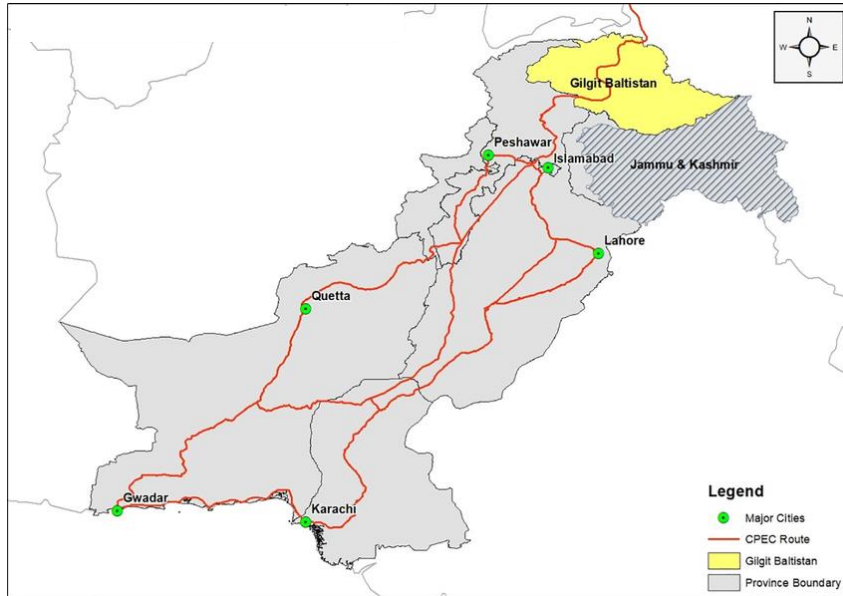 N
W E
S
Gilgit Baltistan
Peshawar
Islamabad
Jammu & Kashmir
Lahore
Quetta
Gwadar
Karachi
Legend
Major Cities
CPEC Route
Gilgit Baltistan
Province Boundary